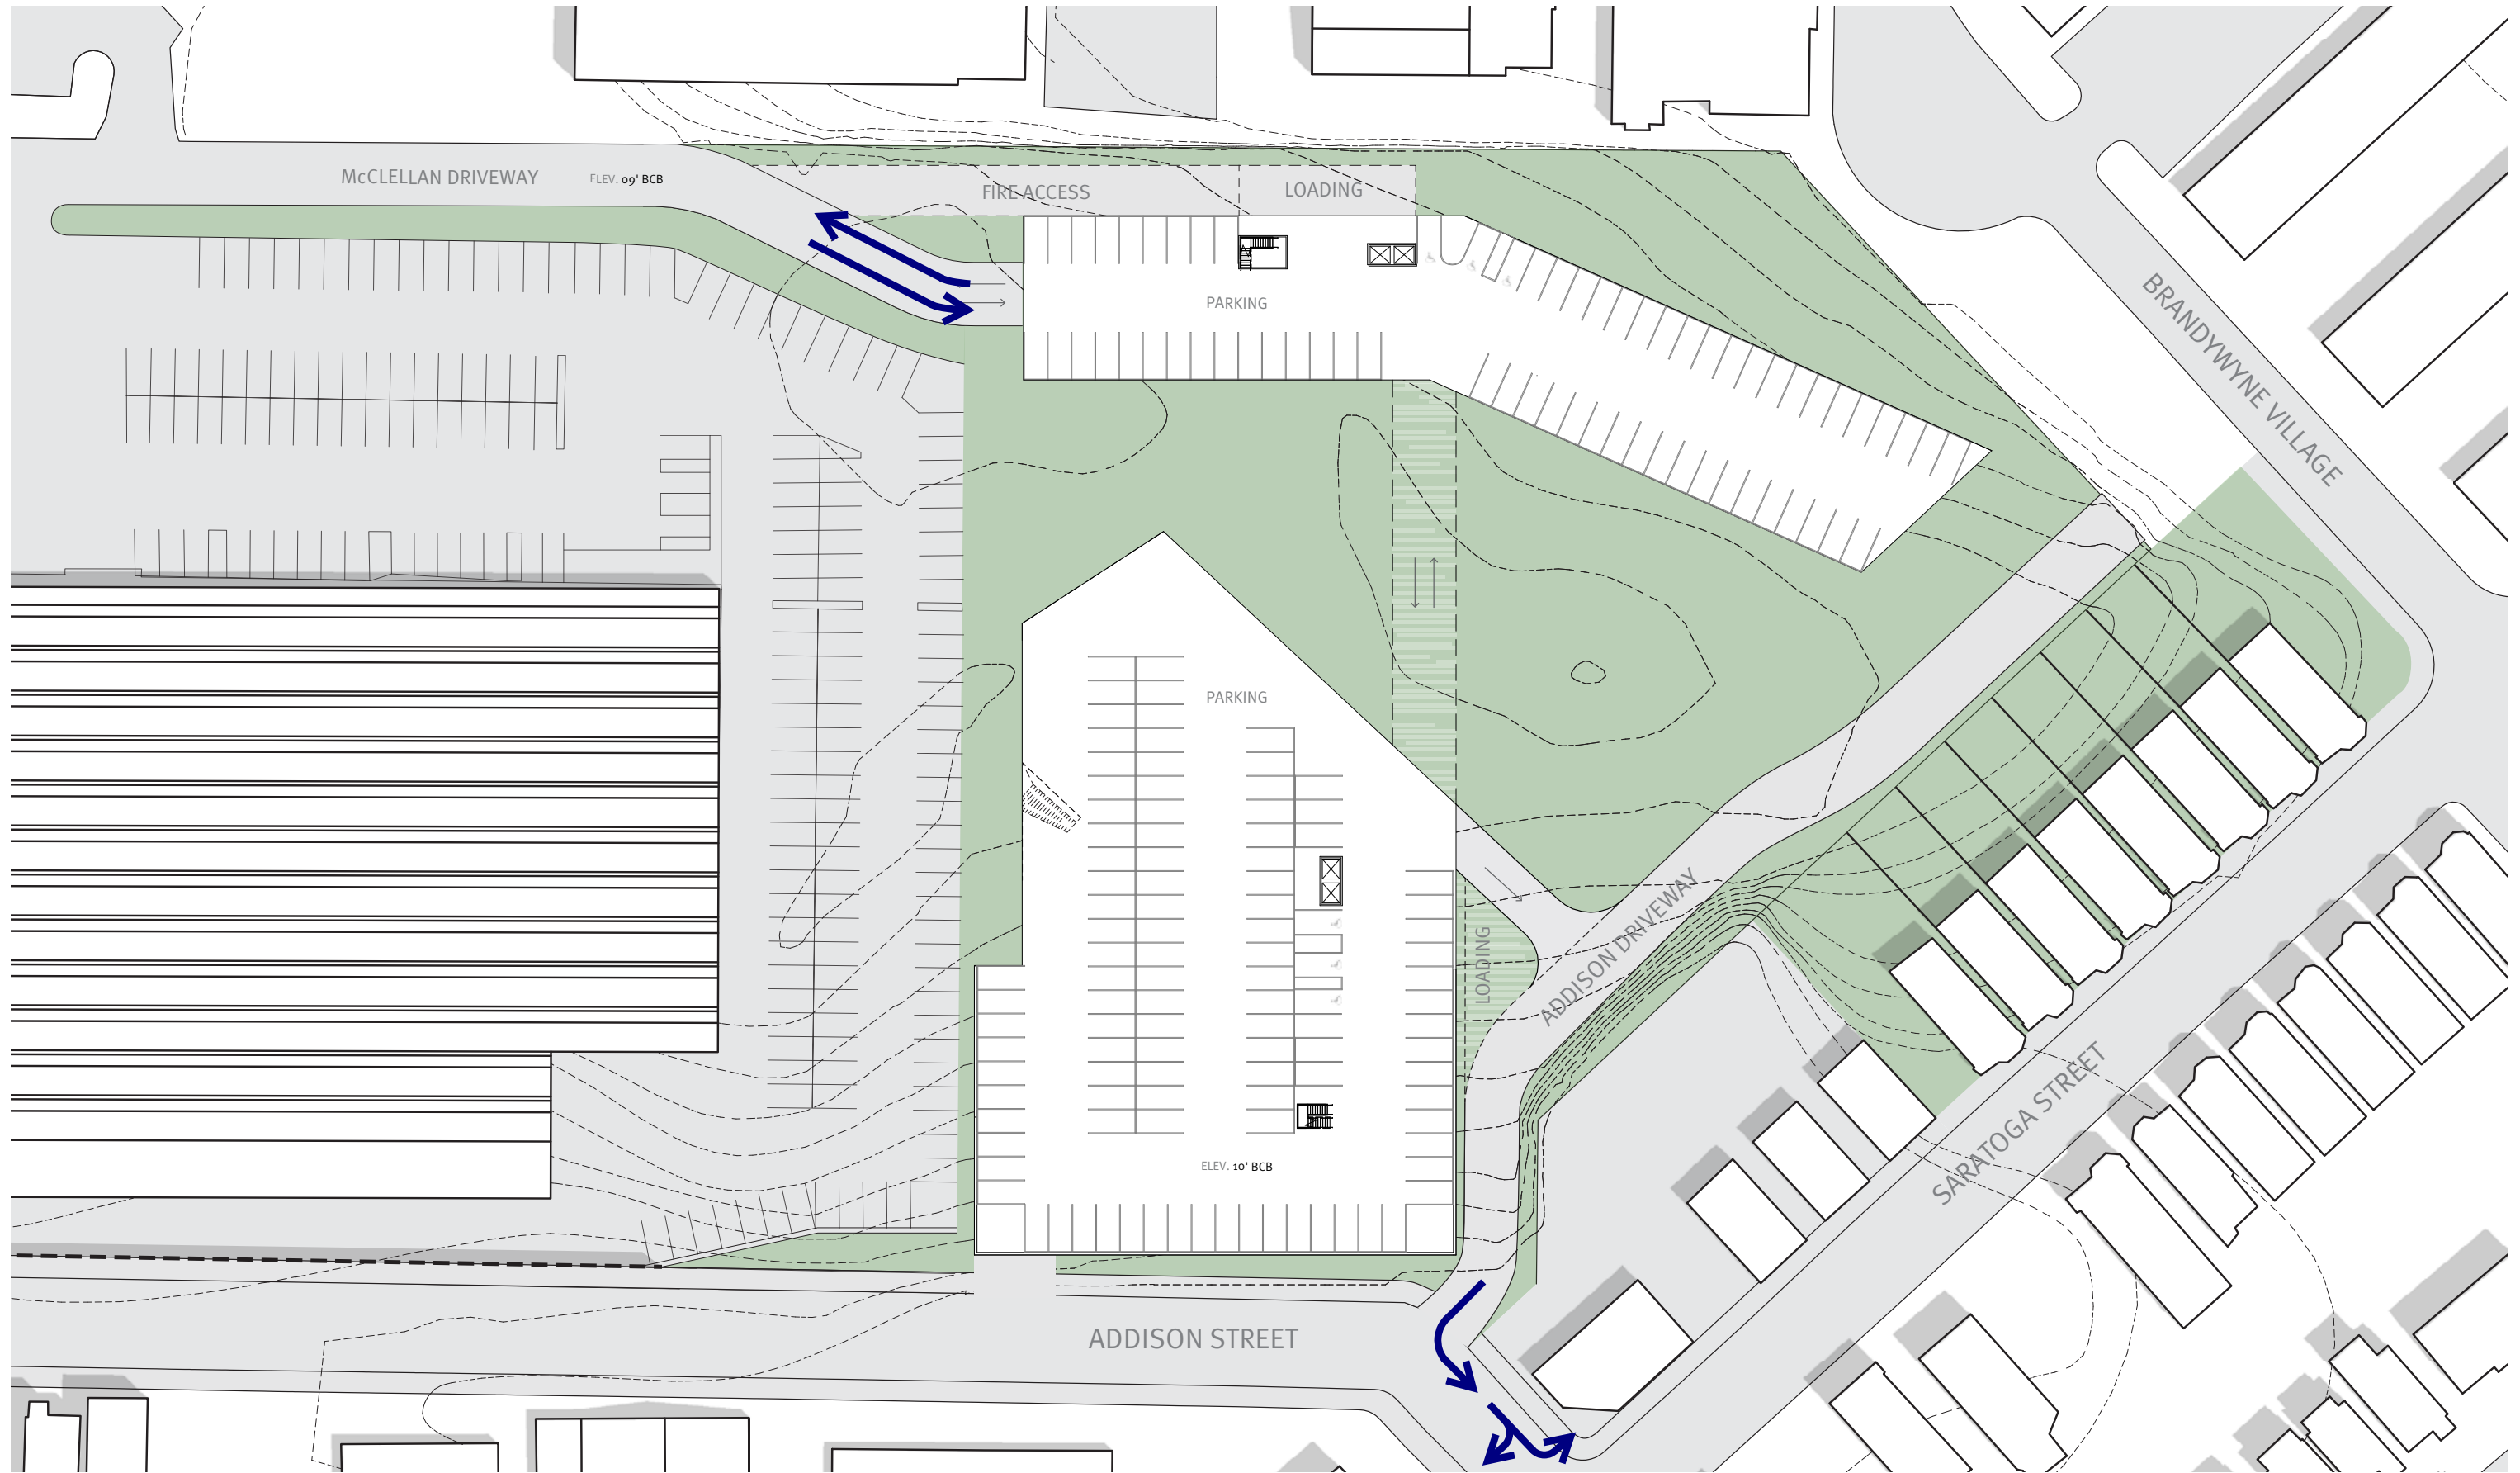 McCLELLAN DRIVEWAY
ELEV. 09' BCB
FIRE ACCESS
LOADING
PARKING
BRANDYWYNE VILLAGE
PARKING
LOADING
ADDISON DRIVEWAY
SARATOGA STREET
ELEV. 10' BCB
ADDISON STREET